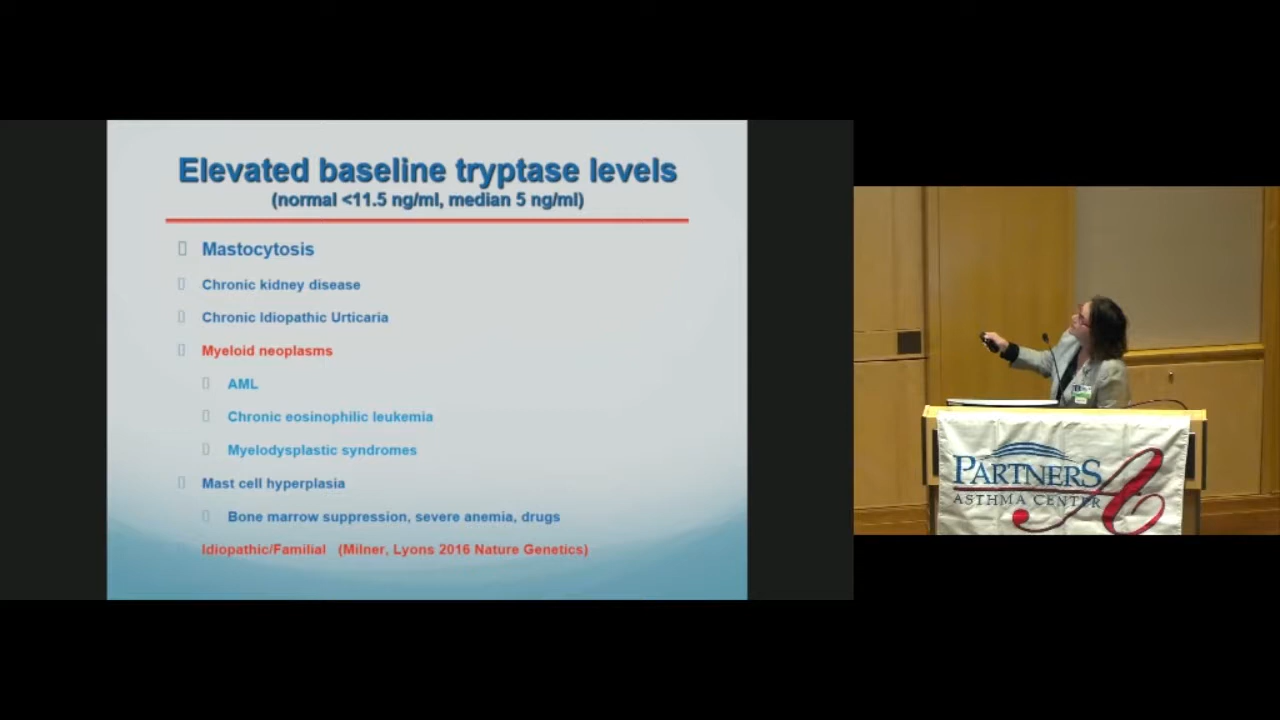 Elevated baseline tryptase levels
(normal <11.5 ng/ml, median 5 ng/ml)
Mastocytosis
Chronic kidney disease
Chronic Idiopathic Urticaria
Myeloid neoplasms
AML
Chronic eosinophilic leukemia
Myelodysplastic syndromes
Mast cell hyperplasia
Bone marrow suppression, severe anemia, drugs
Idiopathic/Familial (Milner, Lyons 2016 Nature Genetics)
PARTNERS
ASTHMA CENTER